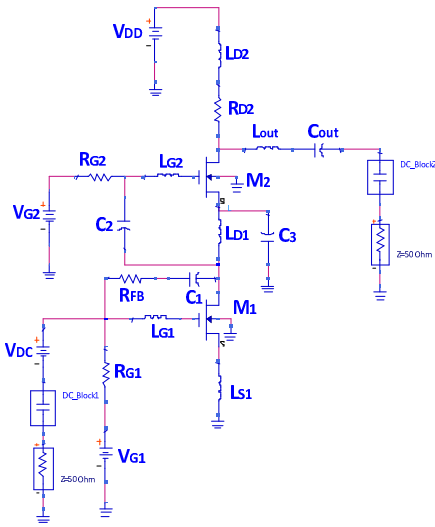 VDD
LD2
RD2
Lout
Cout
RG2
LG2
M2
DC_Block2
VG2
C2
LD1
C3
Z=50 Ohm
RFB
C1
M1
LG1
VDC
RG1
DC_Block1
LS1
VG1
Z=50 Ohm